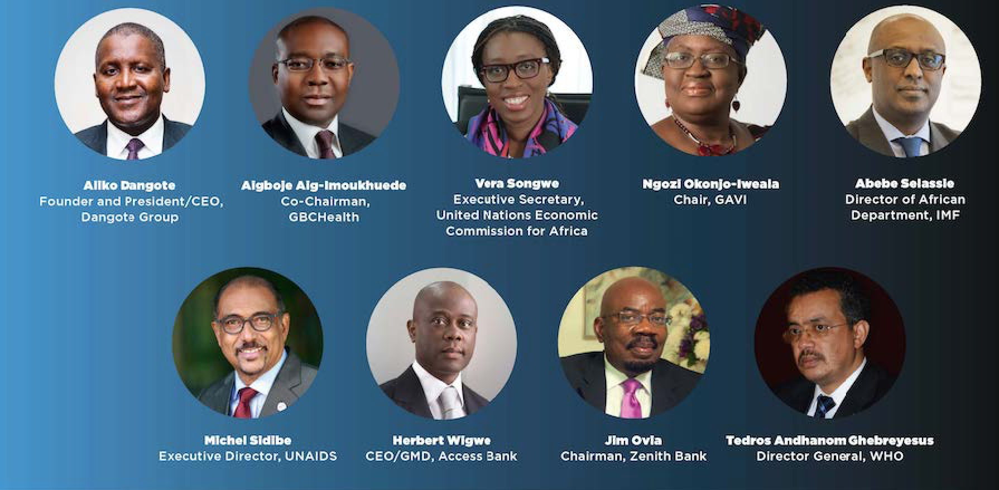 Aliko Dangote
Founder and President/CEO,
Dangote Group
Aigboje Aig-Imoukhuede
Co-Chairman,
GBCHealth
Vera Songwe
Executive Secretary,
United Nations Economic
Commission for Africa
Ngozi Okonjo-Iweala
Chair, GAVI
Abebe Selassie
Director of African
Department, IMF
Michel Sidibe
Executive Director, UNAIDS
Herbert Wigwe
CEO/GMD, Access Bank
Jim Ovia
Chairman, Zenith Bank
Tedros Andhanom Ghebreyesus
Director General, WHO